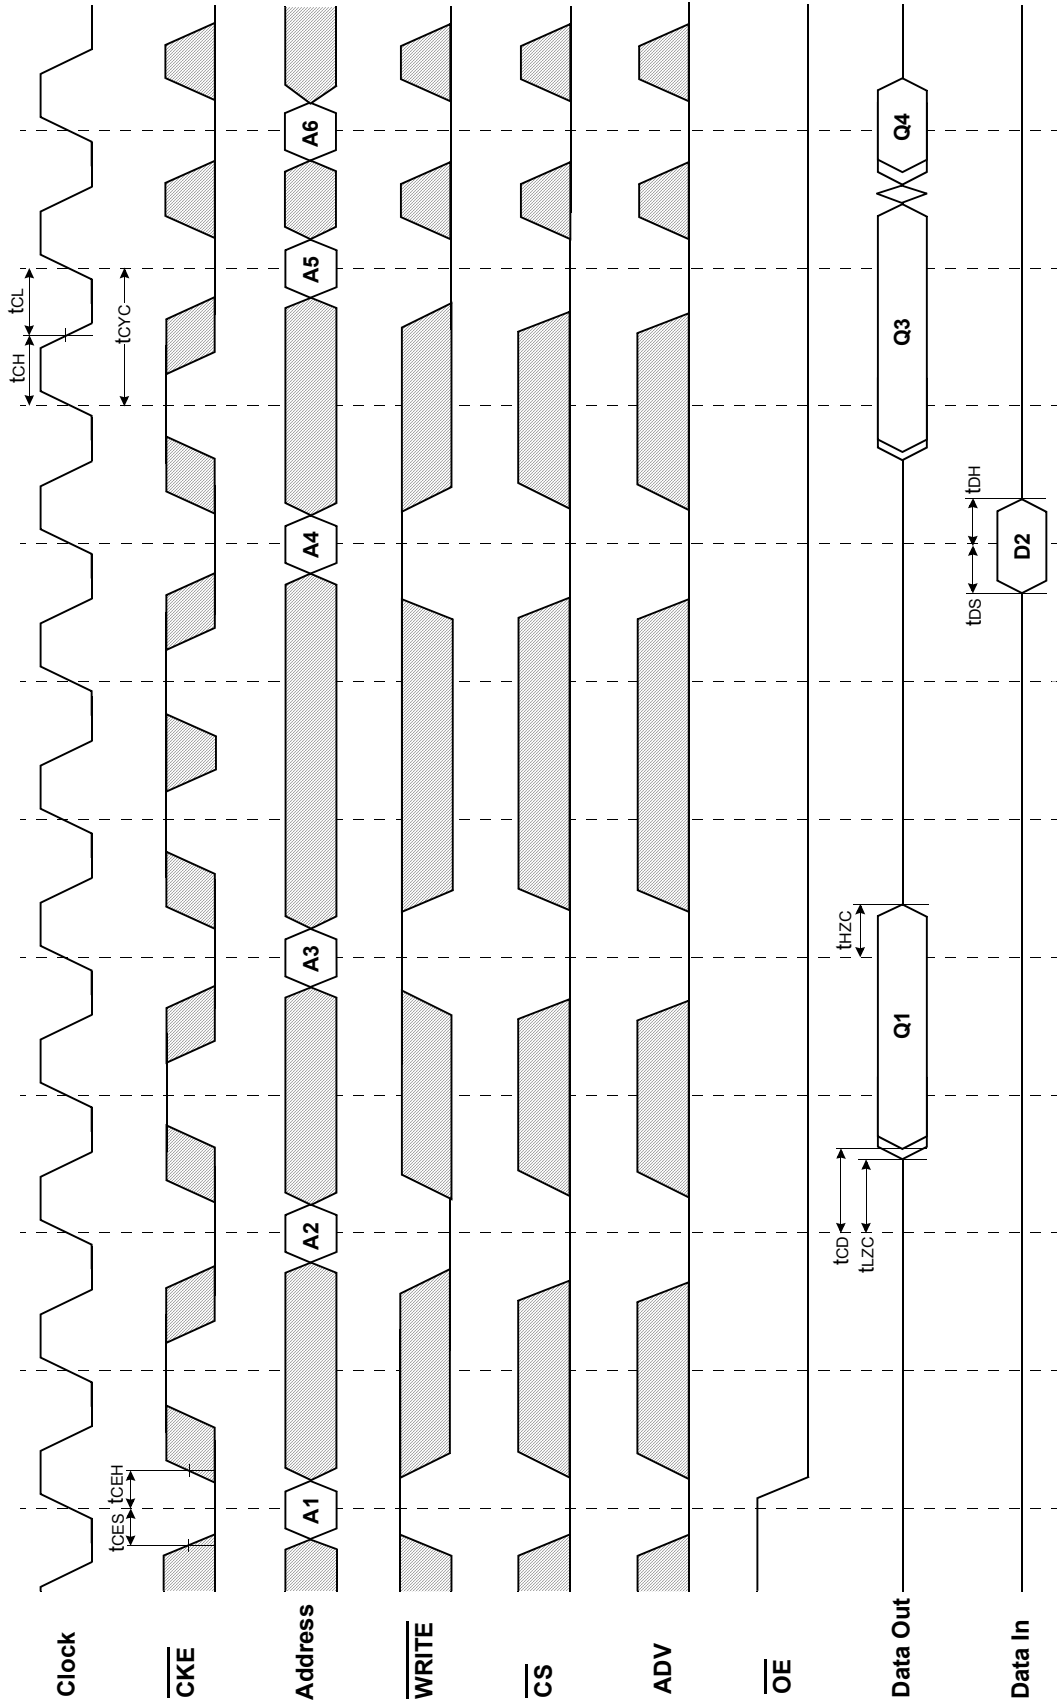 Clock
tCH
tCL
tCES
tCEH
tCYC
CKE
Address
A1
A2
A3
A4
A5
A6
WRITE
CS
ADV
OE
Data Out
tCD
tLZC
tHZC
Q1
Q3
Q4
Data In
tDS
tDH
D2